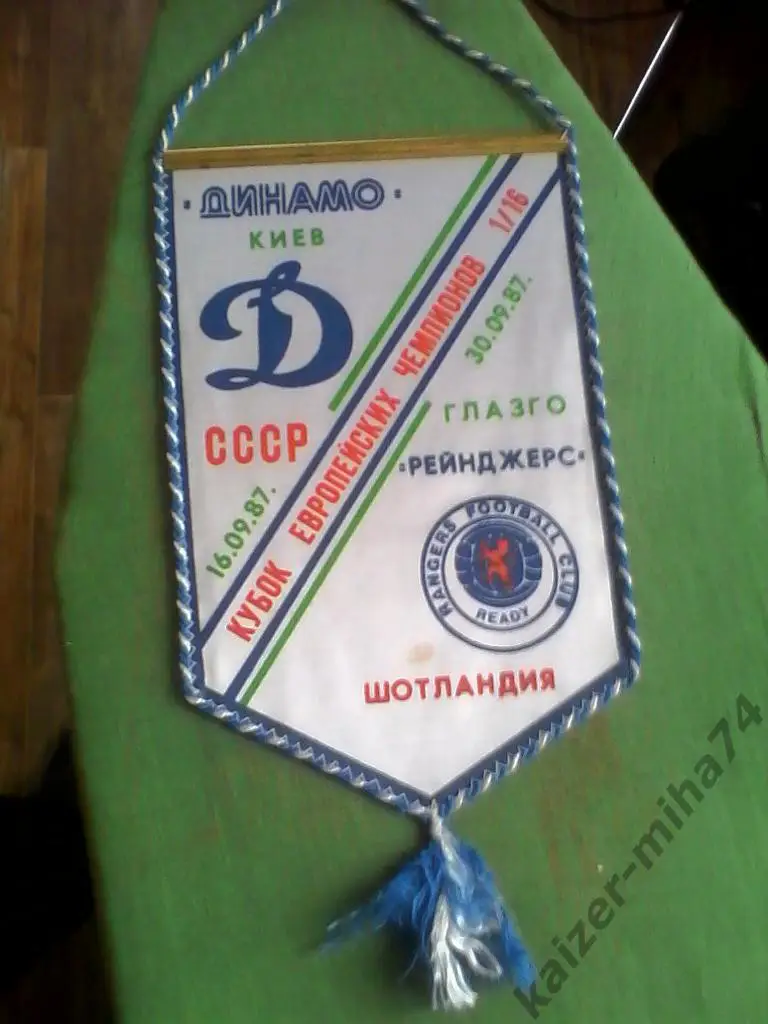 "ДИНАМО"
КИЕВ
Д
СССР
16.09.87.
КУБОК ЕВРОПЕЙСКИХ ЧЕМПИОНОВ 1/16
30.09.87.
ГЛАЗГО
"РЕЙНДЖЕРС"
RANGERS FOOTBALL CLUB
READY
ШОТЛАНДИЯ
kaizer-miha74